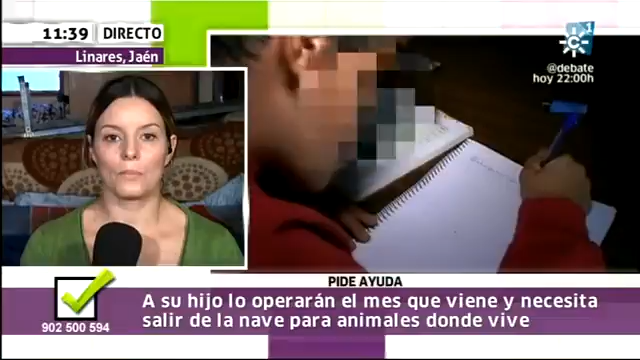 11:39 DIRECTO
Linares, Jaén
1
@debate
hoy 22:00h
PIDE AYUDA
A su hijo lo operarán el mes que viene y necesita
salir de la nave para animales donde vive
902 500 594